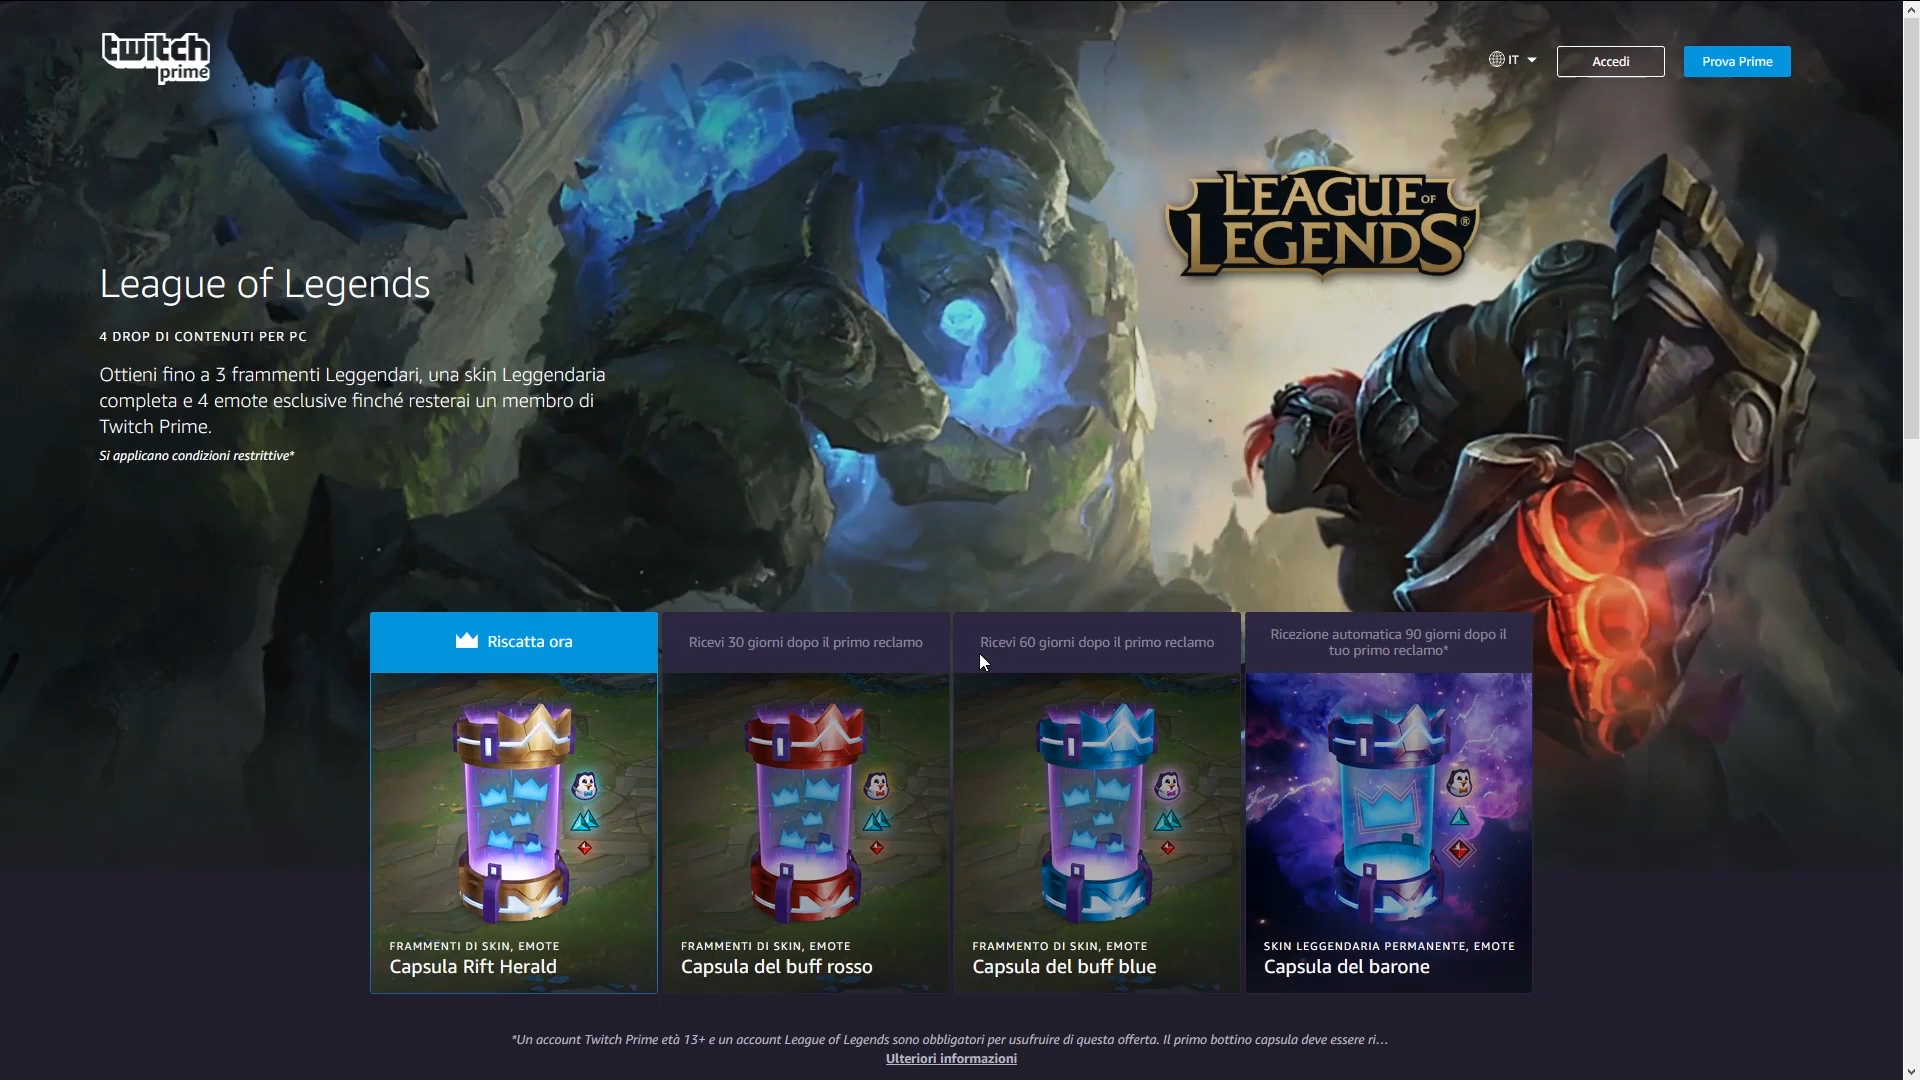 twitch
prime
IT
Accedi
Prova Prime
LEAGUE OF
LEGENDS®
League of Legends
4 DROP DI CONTENUTI PER PC
Ottieni fino a 3 frammenti Leggendari, una skin Leggendaria
completa e 4 emote esclusive finché resterai un membro di
Twitch Prime.
Si applicano condizioni restrittive*
Riscatta ora
Ricevi 30 giorni dopo il primo reclamo
Ricevi 60 giorni dopo il primo reclamo
Ricezione automatica 90 giorni dopo il
tuo primo reclamo*
FRAMMENTI DI SKIN, EMOTE
Capsula Rift Herald
FRAMMENTI DI SKIN, EMOTE
Capsula del buff rosso
FRAMMENTO DI SKIN, EMOTE
Capsula del buff blue
SKIN LEGGENDARIA PERMANENTE, EMOTE
Capsula del barone
*Un account Twitch Prime età 13+ e un account League of Legends sono obbligatori per usufruire di questa offerta. Il primo bottino capsula deve essere ri…
Ulteriori informazioni